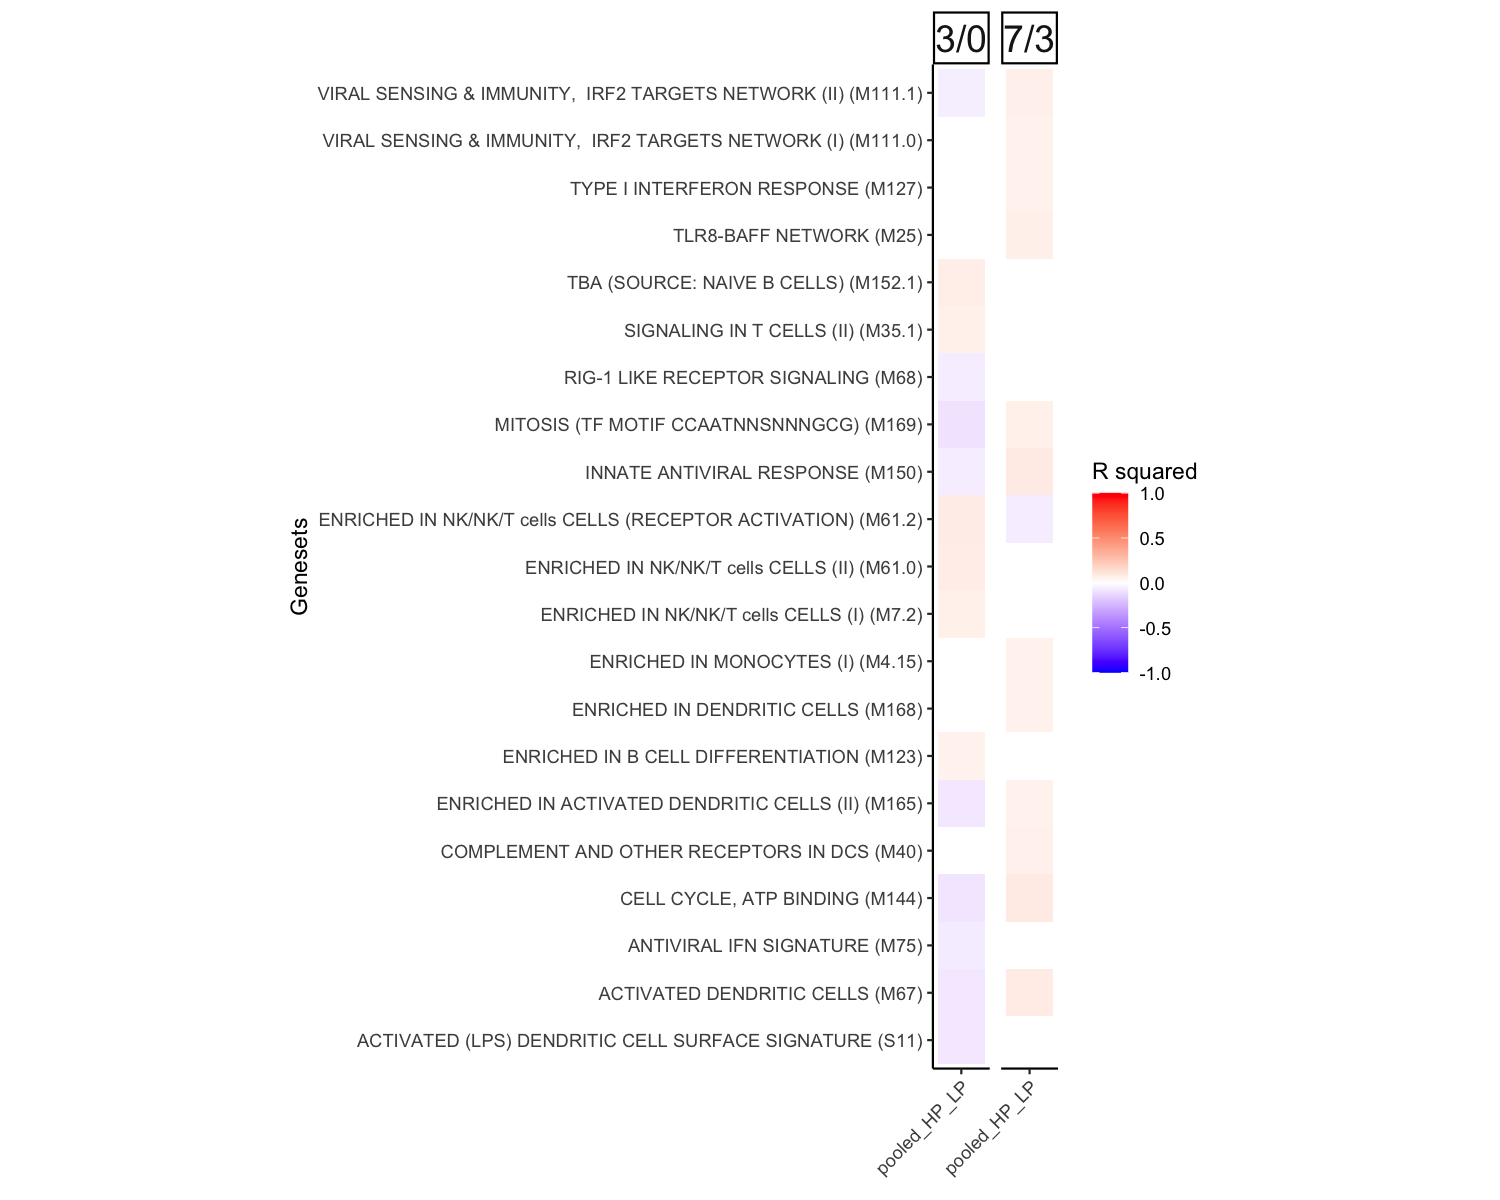 3/0 7/3
VIRAL SENSING & IMMUNITY,  IRF2 TARGETS NETWORK (II) (M111.1)
VIRAL SENSING & IMMUNITY,  IRF2 TARGETS NETWORK (I) (M111.0)
TYPE I INTERFERON RESPONSE (M127)
TLR8-BAFF NETWORK (M25)
TBA (SOURCE: NAIVE B CELLS) (M152.1)
SIGNALING IN T CELLS (II) (M35.1)
RIG-1 LIKE RECEPTOR SIGNALING (M68)
MITOSIS (TF MOTIF CCAATNNSNNNGCG) (M169)
INNATE ANTIVIRAL RESPONSE (M150)
ENRICHED IN NK/NK/T cells CELLS (RECEPTOR ACTIVATION) (M61.2)
ENRICHED IN NK/NK/T cells CELLS (II) (M61.0)
ENRICHED IN NK/NK/T cells CELLS (I) (M7.2)
ENRICHED IN MONOCYTES (I) (M4.15)
ENRICHED IN DENDRITIC CELLS (M168)
ENRICHED IN B CELL DIFFERENTIATION (M123)
ENRICHED IN ACTIVATED DENDRITIC CELLS (II) (M165)
COMPLEMENT AND OTHER RECEPTORS IN DCS (M40)
CELL CYCLE, ATP BINDING (M144)
ANTIVIRAL IFN SIGNATURE (M75)
ACTIVATED DENDRITIC CELLS (M67)
ACTIVATED (LPS) DENDRITIC CELL SURFACE SIGNATURE (S11)
Genesets
pooled_HP_LP
pooled_HP_LP
R squared
1.0
0.5
0.0
-0.5
-1.0